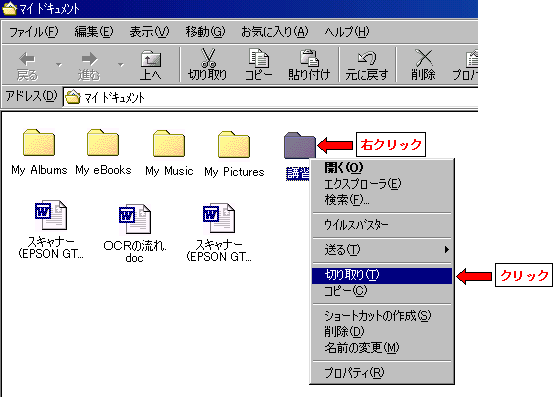 マイ ドキュメント
ファイル(F) 編集(E) 表示(V) 移動(G) お気に入り(A) ヘルプ(H)
戻る 進む 上へ 切り取り コピー 貼り付け 元に戻す 削除
アドレス(D) マイ ドキュメント
My Albums My eBooks My Music My Pictures
右クリック
開く(O)
エクスプローラ(E)
検索(F)...
ウイルスバスター
送る(T)
切り取り(T)
クリック
コピー(C)
ショートカットの作成(S)
削除(D)
名前の変更(M)
プロパティ(R)
スキャナー
(EPSON GT...
OCRの流れ.
doc
スキャナー
(EPSON GT...